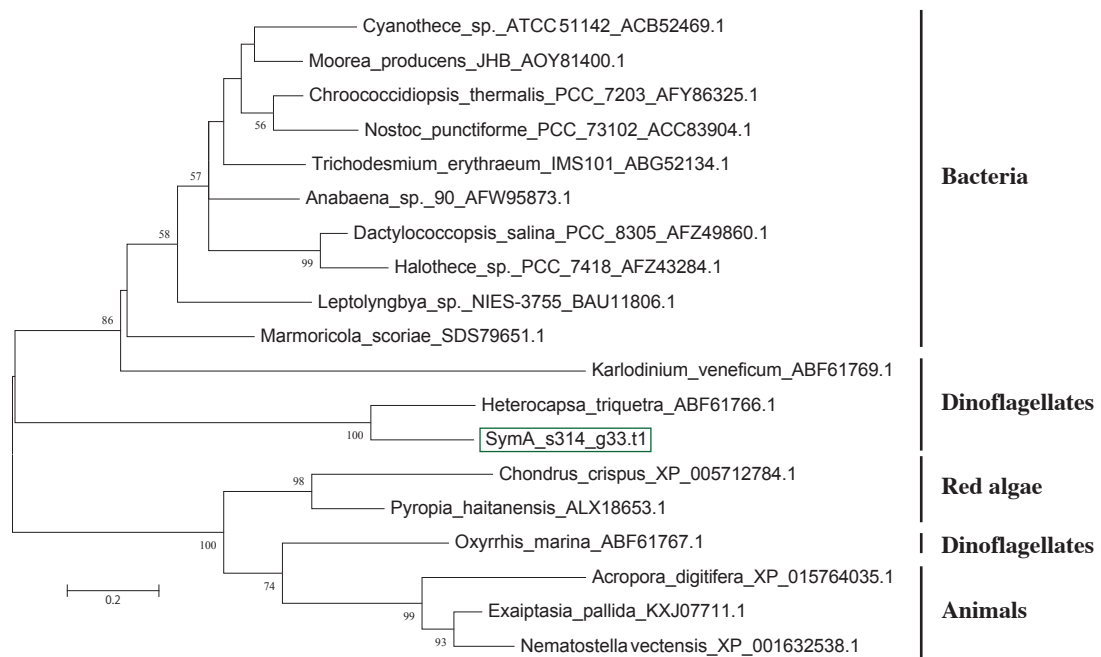 Cyanothece_sp._ATCC 51142_ACB52469.1
Moorea_producens_JHB_AOY81400.1
Chroococcidiopsis_thermalis_PCC_7203_AFY86325.1
56
Nostoc_punctiforme_PCC_73102_ACC83904.1
Trichodesmium_erythraeum_IMS101_ABG52134.1
57
Bacteria
Anabaena_sp._90_AFW95873.1
Dactylococcopsis_salina_PCC_8305_AFZ49860.1
58
99
Halothece_sp._PCC_7418_AFZ43284.1
Leptolyngbya_sp._NIES-3755_BAU11806.1
86
Marmoricola_scoriae_SDS79651.1
Karlodinium_veneficum_ABF61769.1
Heterocapsa_triquetra_ABF61766.1
Dinoflagellates
100
SymA_s314_g33.t1
Chondrus_crispus_XP_005712784.1
98
Red algae
Pyropia_haitanensis_ALX18653.1
100
Oxyrrhis_marina_ABF61767.1
Dinoflagellates
74
Acropora_digitifera_XP_015764035.1
0.2
99
Exaiptasia_pallida_KXJ07711.1
Animals
93
Nematostella vectensis_XP_001632538.1